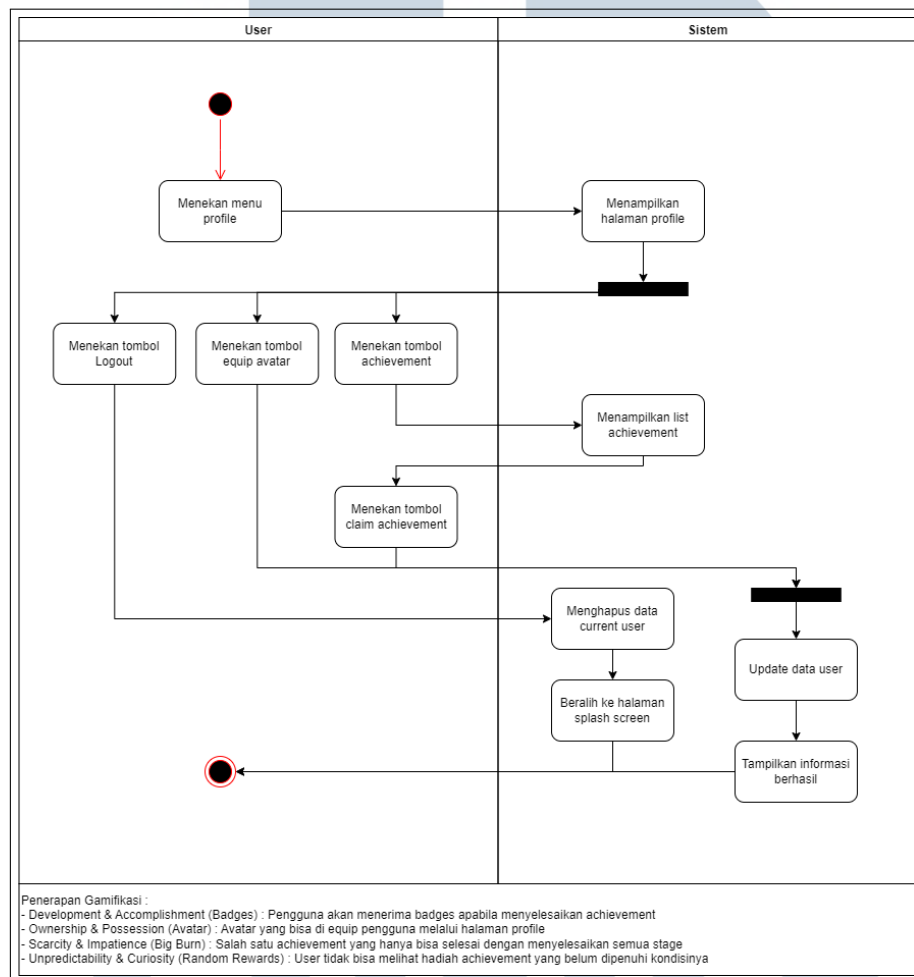 User
Sistem
Menekan menu
profile
Menampilkan
halaman profile
Menekan tombol
Logout
Menekan tombol
equip avatar
Menekan tombol
achievement
Menampilkan list
achievement
Menekan tombol
claim achievement
Menghapus data
current user
Update data user
Beralih ke halaman
splash screen
Tampilkan informasi
berhasil
Penerapan Gamifikasi :
- Development & Accomplishment (Badges) : Pengguna akan menerima badges apabila menyelesaikan achievement
- Ownership & Possession (Avatar) : Avatar yang bisa di equip pengguna melalui halaman profile
- Scarcity & Impatience (Big Burn) : Salah satu achievement yang hanya bisa selesai dengan menyelesaikan semua stage
- Unpredictability & Curiosity (Random Rewards) : User tidak bisa melihat hadiah achievement yang belum dipenuhi kondisinya